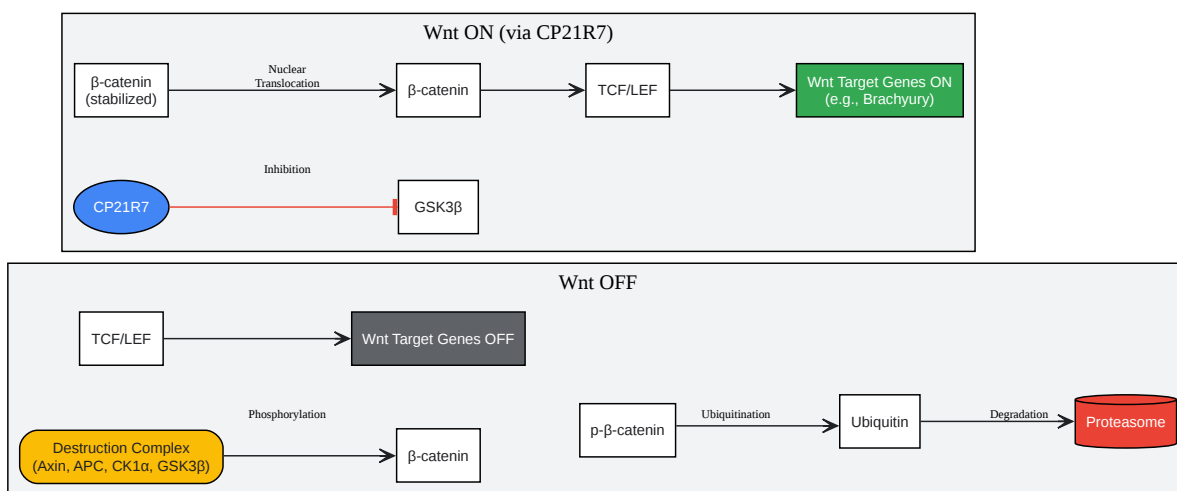 Wnt ON (via CP21R7)
β-catenin
(stabilized)
Nuclear
Translocation
β-catenin
TCF/LEF
Wnt Target Genes ON
(e.g., Brachyury)
CP21R7
Inhibition
GSK3β
Wnt OFF
TCF/LEF
Wnt Target Genes OFF
Destruction Complex
(Axin, APC, CK1α, GSK3β)
Phosphorylation
β-catenin
p-β-catenin
Ubiquitination
Ubiquitin
Degradation
Proteasome